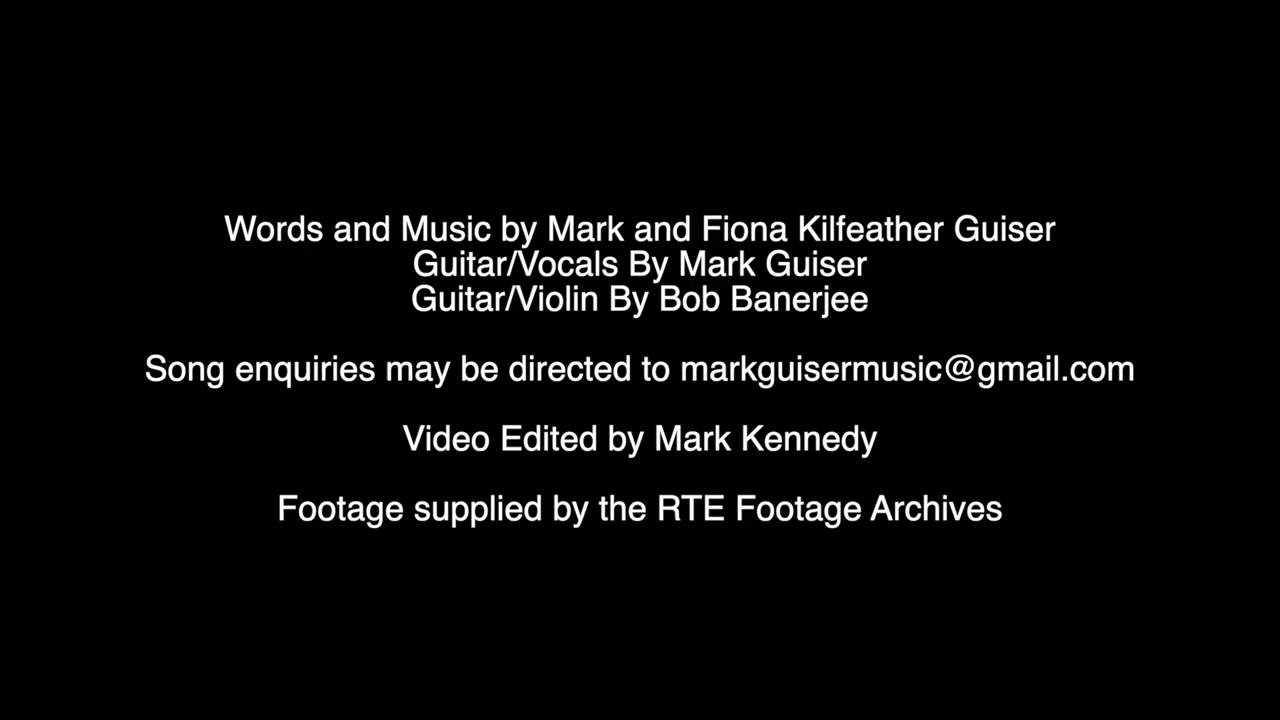 Words and Music by Mark and Fiona Kilfeather Guiser
Guitar/Vocals By Mark Guiser
Guitar/Violin By Bob Banerjee
Song enquiries may be directed to markguisermusic@gmail.com
Video Edited by Mark Kennedy
Footage supplied by the RTE Footage Archives